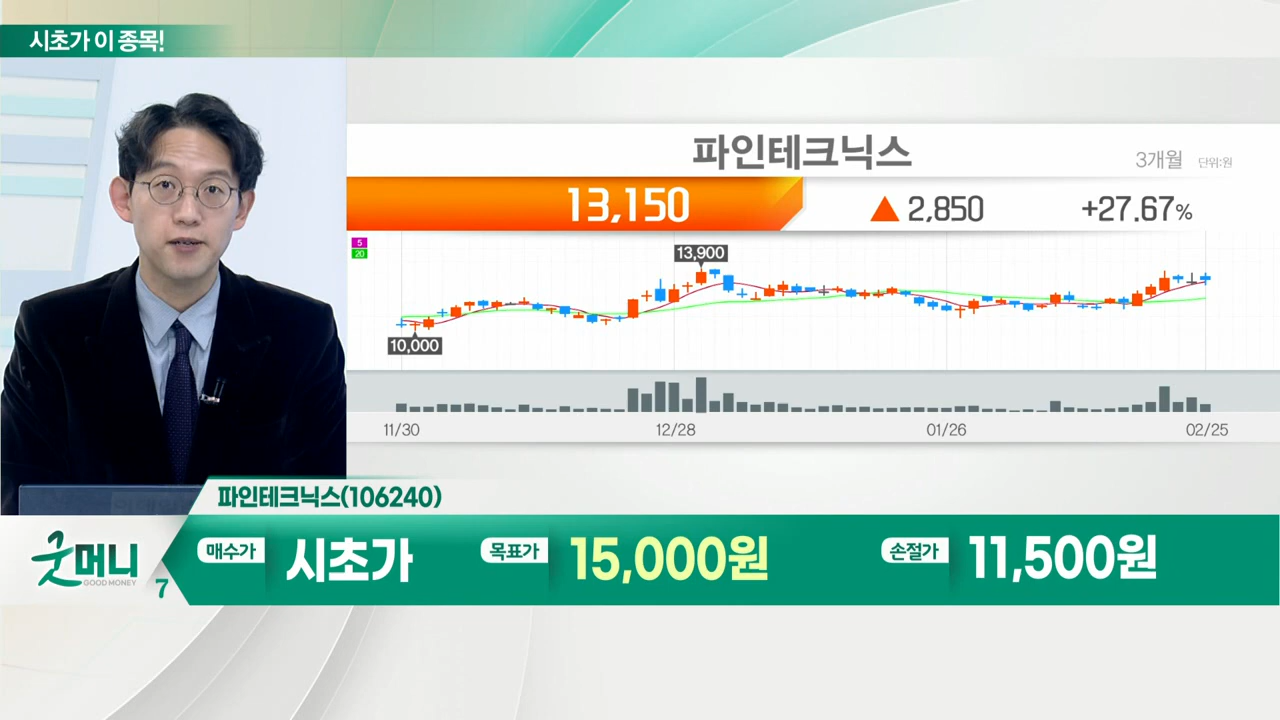 시초가 이 종목!
파인테크닉스
3개월 단위:원
13,150 ▲ 2,850 +27.67%
5
20
13,900
10,000
11/30 12/28 01/26 02/25
파인테크닉스(106240)
굿머니
GOOD MONEY
7
매수가 시초가 목표가 15,000원 손절가 11,500원